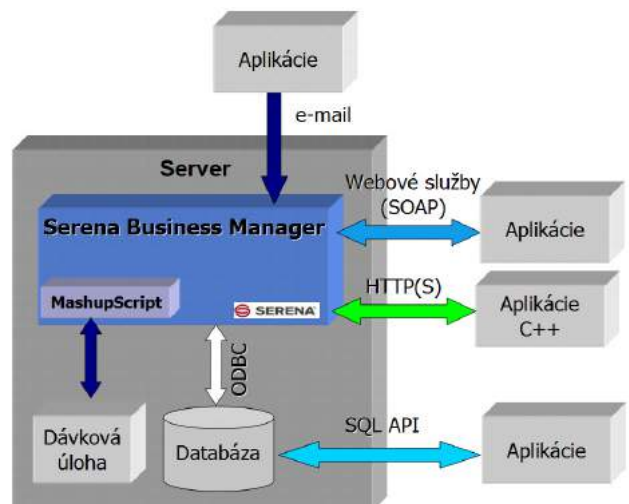 Aplikácie
e-mail
Server
Webové služby
(SOAP)
Serena Business Manager
Aplikácie
HTTP(S)
MashupScript
SERENA
Aplikácie
C++
ODBC
SQL API
Dávková
úloha
Databáza
Aplikácie